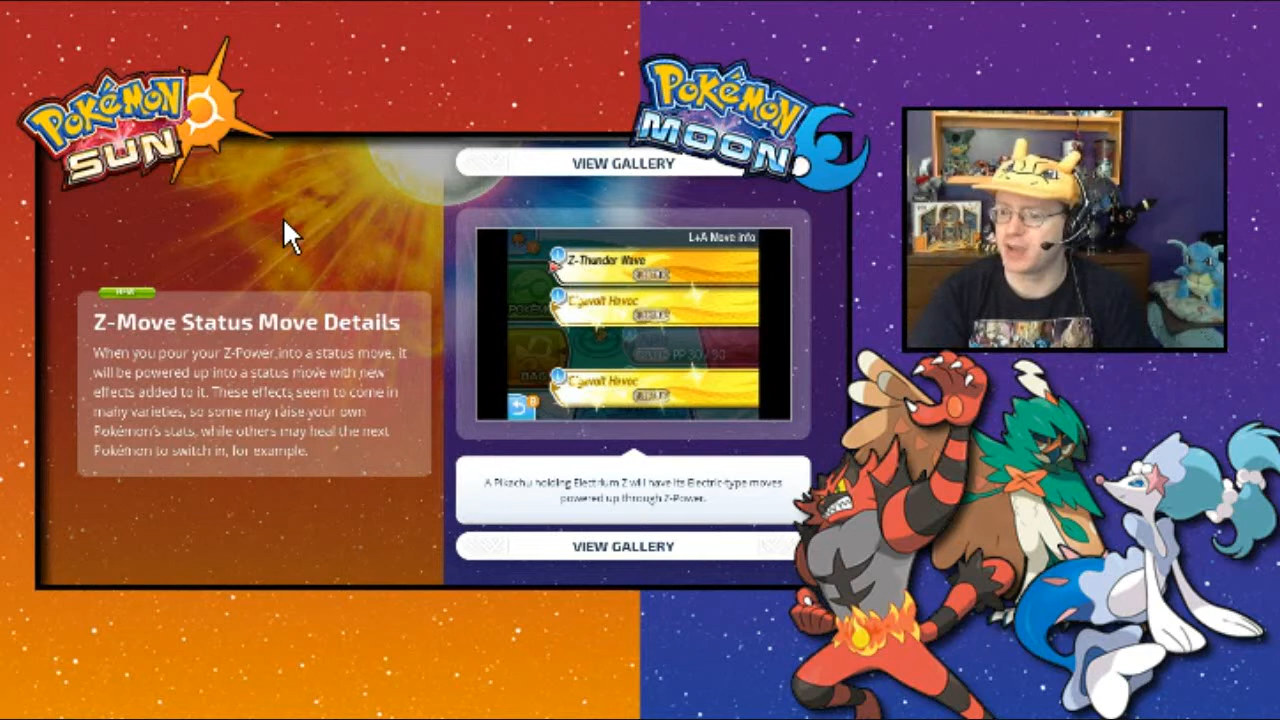 POKéMON
SUN
POKéMON
MOON
VIEW GALLERY
L+A Move info
Z-Thunder Wave
Gigavolt Havoc
PP 30/30
Gigavolt Havoc
BAG
B
NEW
Z-Move Status Move Details
When you pour your Z-Power into a status move, it
will be powered up into a status move with new
effects added to it. These effects seem to come in
many varieties, so some may raise your own
Pokémon's stats, while others may heal the next
Pokémon to switch in, for example.
A Pikachu holding Electrium Z will have its Electric-type moves
powered up through Z-Power.
VIEW GALLERY